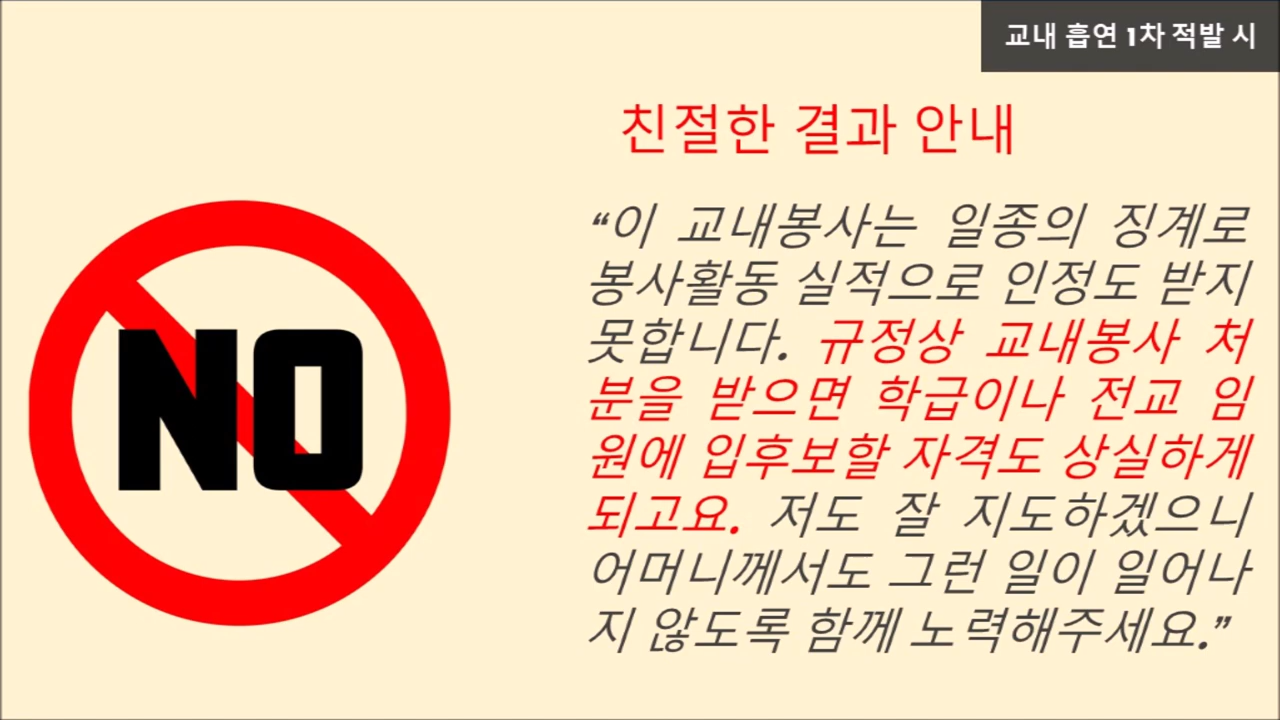 교내 흡연 1차 적발 시
친절한 결과 안내
“이 교내봉사는 일종의 징계로
봉사활동 실적으로 인정도 받지
못합니다. 규정상 교내봉사 처
분을 받으면 학급이나 전교 임
원에 입후보할 자격도 상실하게
되고요. 저도 잘 지도하겠으니
어머니께서도 그런 일이 일어나
지 않도록 함께 노력해주세요.”
NO